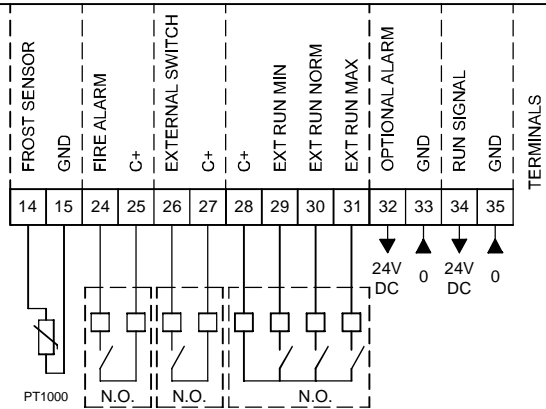 FROST SENSOR
GND
FIRE ALARM
C+
EXTERNAL SWITCH
C+
C+
EXT RUN MIN
EXT RUN NORM
EXT RUN MAX
OPTIONAL ALARM
GND
RUN SIGNAL
GND
TERMINALS
14 15 24 25 26 27 28 29 30 31 32 33 34 35
24V DC
0
24V DC
0
PT1000
N.O.
N.O.
N.O.